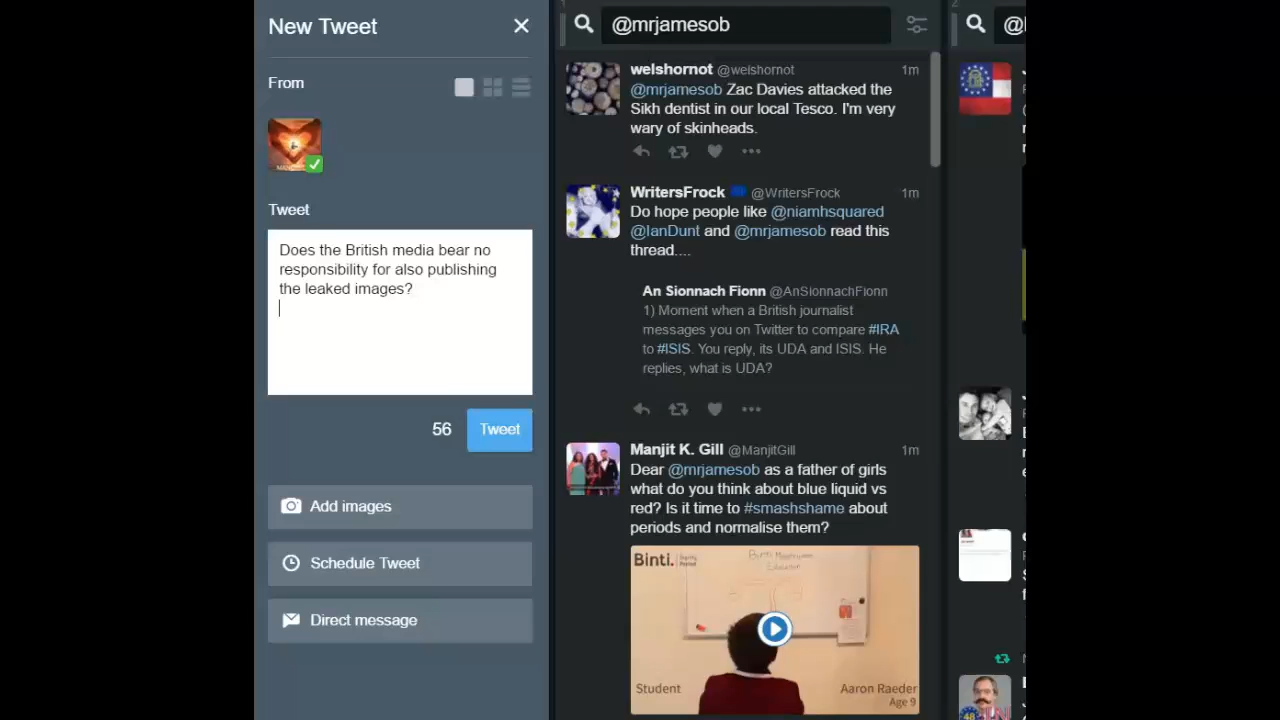 New Tweet
From
Tweet
Does the British media bear no
responsibility for also publishing
the leaked images?
56 Tweet
Add images
Schedule Tweet
Direct message
1
@mrjamesob
welshornot @welshornot 1m
@mrjamesob Zac Davies attacked the
Sikh dentist in our local Tesco. I'm very
wary of skinheads.
WritersFrock @WritersFrock 1m
Do hope people like @niamhsquared
@IanDunt and @mrjamesob read this
thread....
An Sionnach Fionn @AnSionnachFionn
1) Moment when a British journalist
messages you on Twitter to compare #IRA
to #ISIS. You reply, its UDA and ISIS. He
replies, what is UDA?
Manjit K. Gill @ManjitGill 1m
Dear @mrjamesob as a father of girls
what do you think about blue liquid vs
red? Is it time to #smashshame about
periods and normalise them?
Binti.
Binti Menstruation
Education
Student
Aaron Raeder
Age 9
2